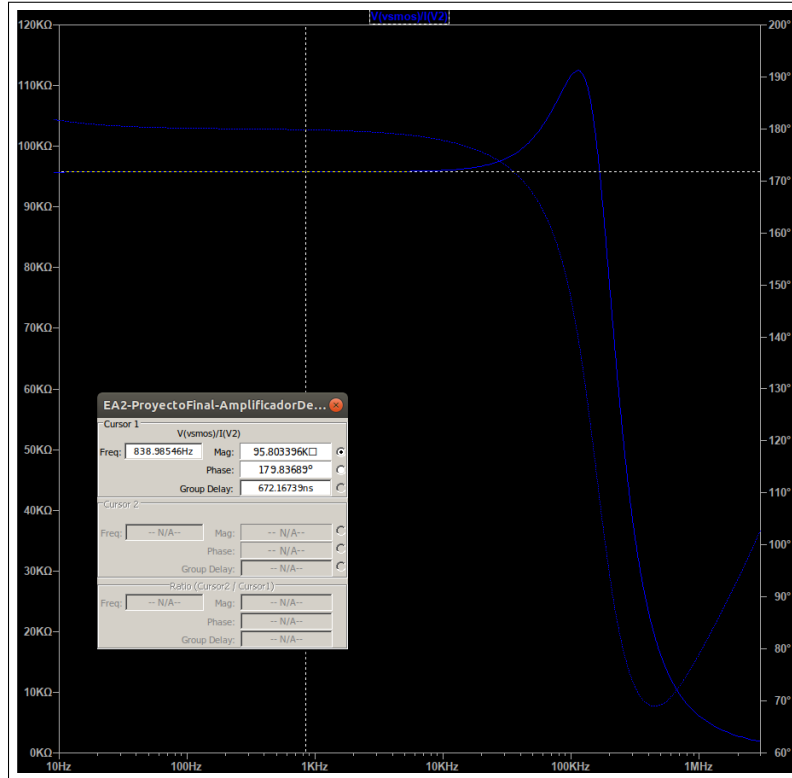 V(vsmos)/I(V2)
120KΩ
110KΩ
100KΩ
90KΩ
80KΩ
70KΩ
60KΩ
50KΩ
40KΩ
30KΩ
20KΩ
10KΩ
0KΩ
200°
190°
180°
170°
160°
150°
140°
130°
120°
110°
100°
90°
80°
70°
60°
10Hz 100Hz 1KHz 10KHz 100KHz 1MHz
EA2-ProyectoFinal-AmplificadorDe...
Cursor 1
V(vsmos)/I(V2)
Freq: 838.98546Hz Mag: 95.803396K□
Phase: 179.83689°
Group Delay: 672.16739ns
Cursor 2
Freq: -- N/A-- Mag: -- N/A--
Phase: -- N/A--
Group Delay: -- N/A--
Ratio (Cursor2 / Cursor1)
Freq: -- N/A-- Mag: -- N/A--
Phase: -- N/A--
Group Delay: -- N/A--